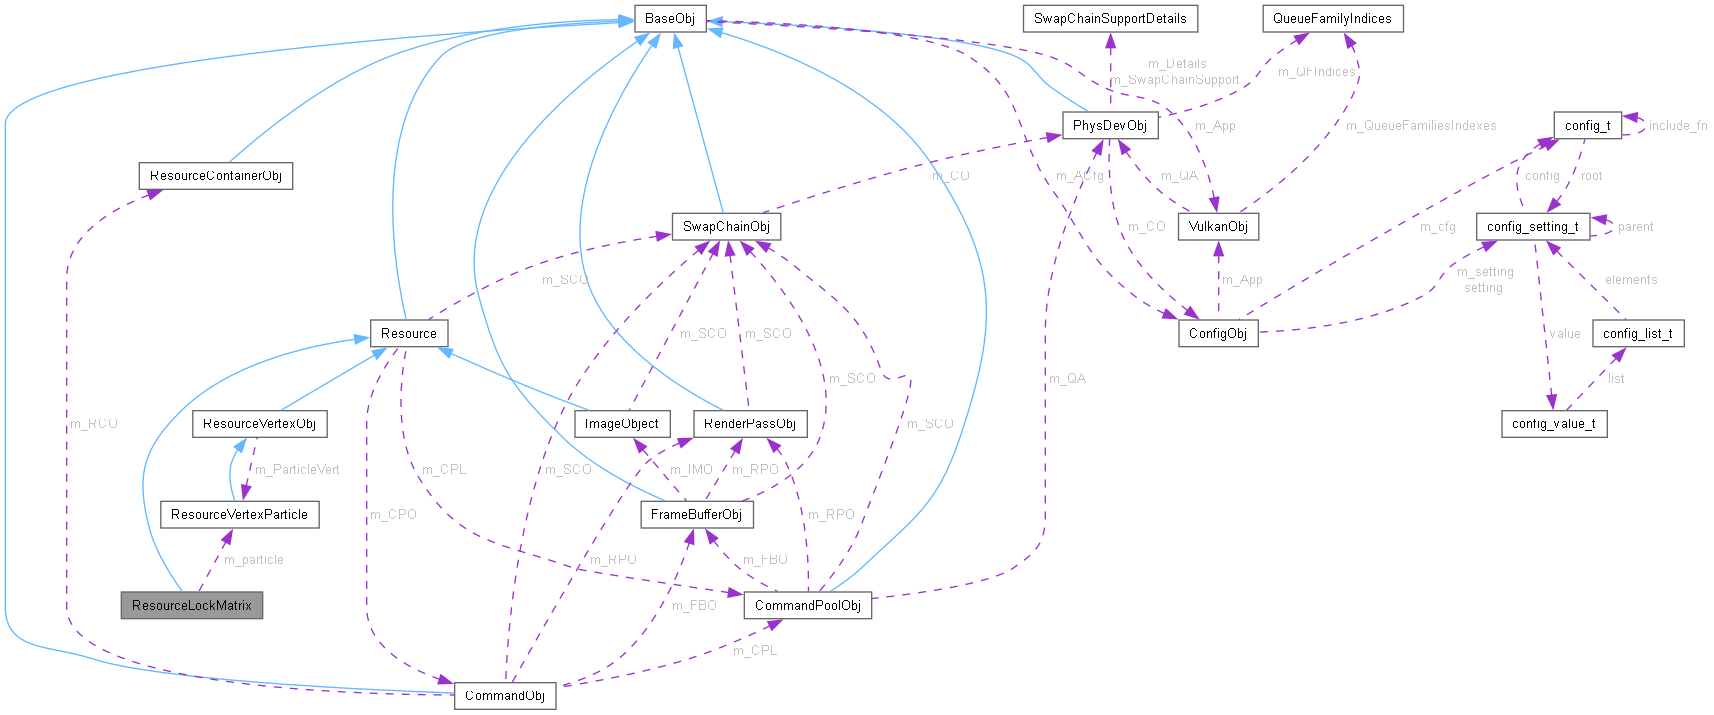 BaseObj
SwapChainSupportDetails
QueueFamilyIndices
m_Details
m_SwapChainSupport
m_QFIndices
PhysDevObj
m_App
m_QueueFamiliesIndexes
config_t
include_fn
ResourceContainerObj
m_CO
m_ACfg
m_QA
config
root
SwapChainObj
VulkanObj
config_setting_t
parent
m_CO
m_cfg
m_SCO
m_App
m_setting
setting
elements
Resource
m_SCO
m_SCO
ConfigObj
value
config_list_t
m_SCO
m_QA
list
m_RCO
ResourceVertexObj
ImageObject
RenderPassObj
m_SCO
config_value_t
m_ParticleVert
m_CPL
m_SCO
m_IMO
m_RPO
ResourceVertexParticle
m_CPO
FrameBufferObj
m_RPO
m_particle
m_RPO
m_FBO
ResourceLockMatrix
m_FBO
CommandPoolObj
m_CPL
CommandObj